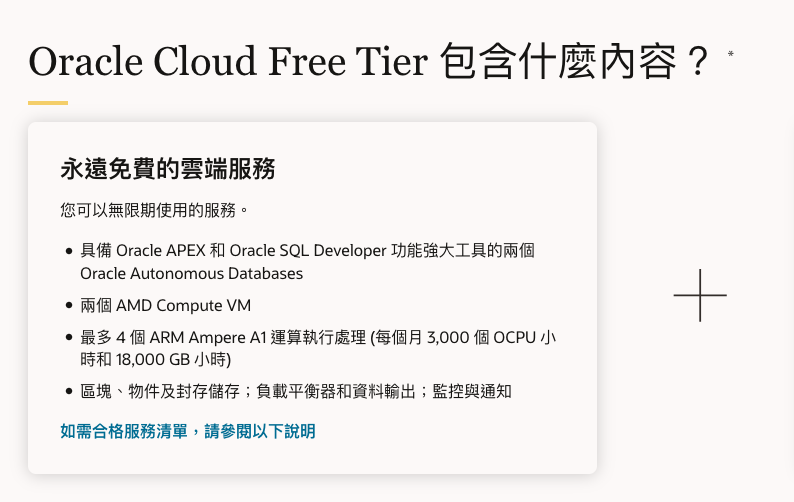 Oracle Cloud Free Tier 包含什麼內容？ *
永遠免費的雲端服務
您可以無限期使用的服務。
• 具備 Oracle APEX 和 Oracle SQL Developer 功能強大工具的兩個
Oracle Autonomous Databases
• 兩個 AMD Compute VM
• 最多 4 個 ARM Ampere A1 運算執行處理 (每個月 3,000 個 OCPU 小
時和 18,000 GB 小時)
• 區塊、物件及封存儲存；負載平衡器和資料輸出；監控與通知
如需合格服務清單，請參閱以下說明